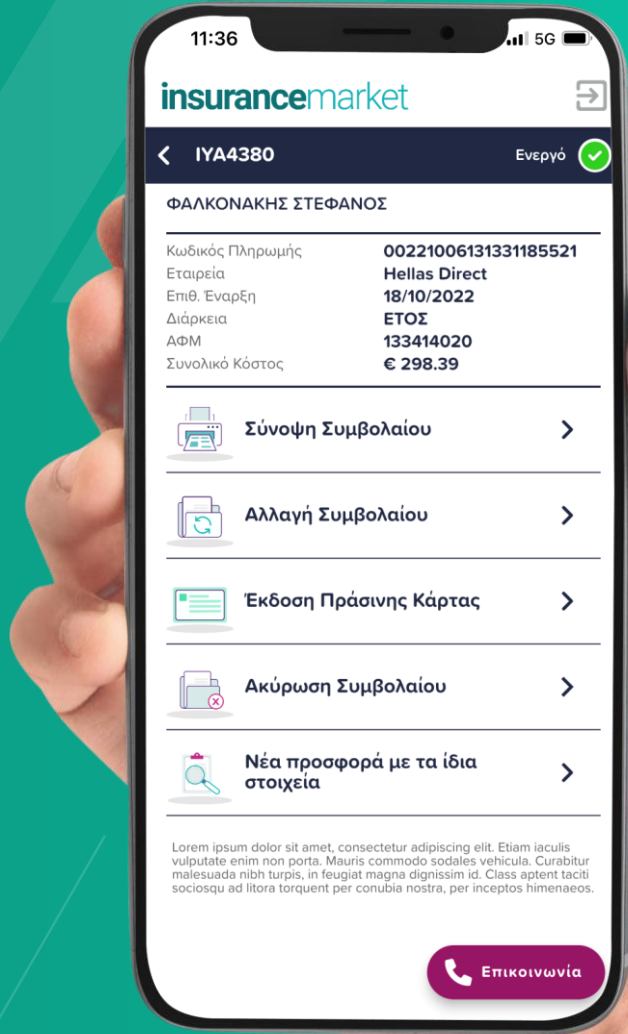 11:36
5G
insurancemarket
IYA4380 Ενεργό
ΦΑΛΚΟΝΑΚΗΣ ΣΤΕΦΑΝΟΣ
Κωδικός Πληρωμής 00221006131331185521
Εταιρεία Hellas Direct
Επιθ. Έναρξη 18/10/2022
Διάρκεια ΕΤΟΣ
ΑΦΜ 133414020
Συνολικό Κόστος € 298.39
Σύνοψη Συμβολαίου
Αλλαγή Συμβολαίου
Έκδοση Πράσινης Κάρτας
Ακύρωση Συμβολαίου
Νέα προσφορά με τα ίδια
στοιχεία
Lorem ipsum dolor sit amet, consectetur adipiscing elit. Etiam iaculis
vulputate enim non porta. Mauris commodo sodales vehicula. Curabitur
malesuada nibh turpis, in feugiat magna dignissim id. Class aptent taciti
sociosqu ad litora torquent per conubia nostra, per inceptos himenaeos.
Επικοινωνία